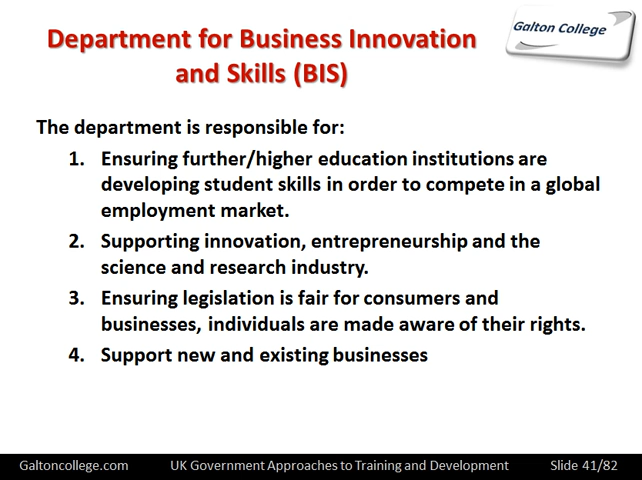 Department for Business Innovation
and Skills (BIS)
Galton College
The department is responsible for:
1. Ensuring further/higher education institutions are
developing student skills in order to compete in a global
employment market.
2. Supporting innovation, entrepreneurship and the
science and research industry.
3. Ensuring legislation is fair for consumers and
businesses, individuals are made aware of their rights.
4. Support new and existing businesses
Galtoncollege.com UK Government Approaches to Training and Development Slide 41/82